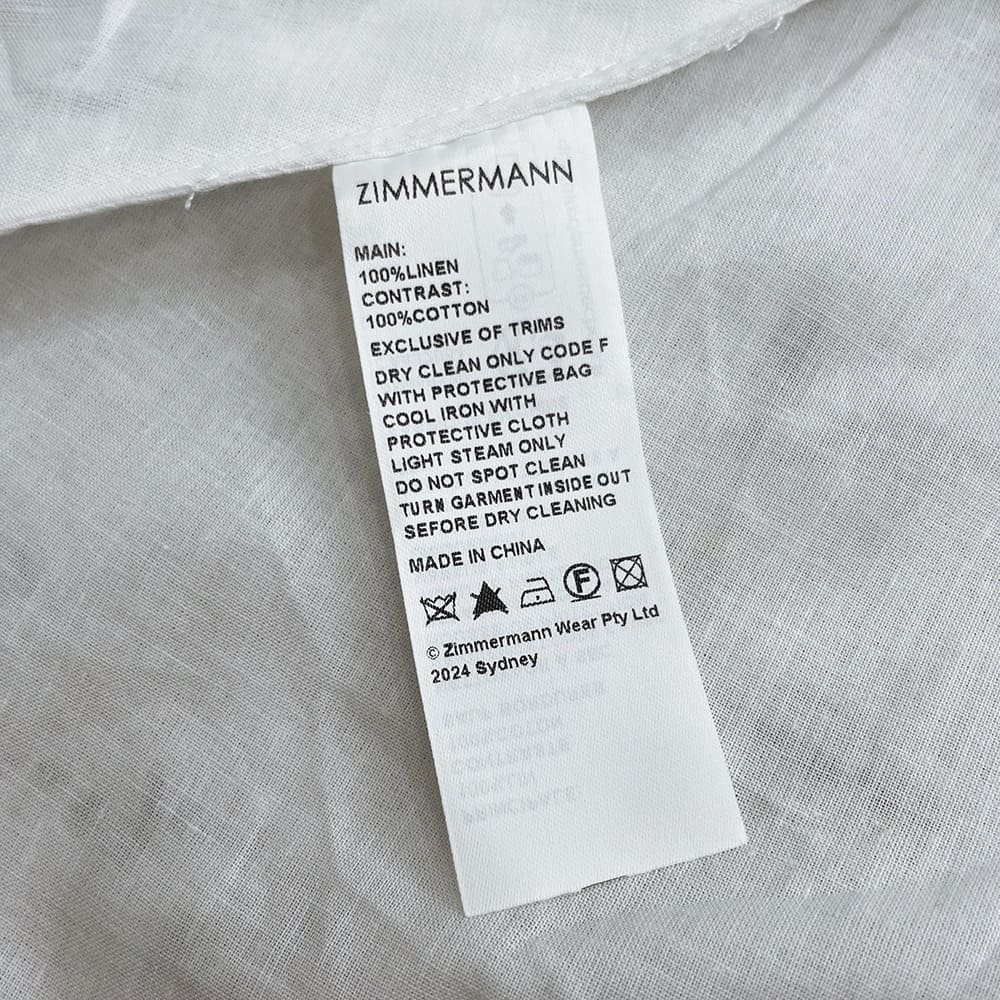 ZIMMERMANN
MAIN:
100%LINEN
CONTRAST:
100%COTTON
EXCLUSIVE OF TRIMS
DRY CLEAN ONLY CODE F
WITH PROTECTIVE BAG
COOL IRON WITH
PROTECTIVE CLOTH
LIGHT STEAM ONLY
DO NOT SPOT CLEAN
TURN GARMENT INSIDE OUT
SEFORE DRY CLEANING
MADE IN CHINA
F
© Zimmermann Wear Pty Ltd
2024 Sydney